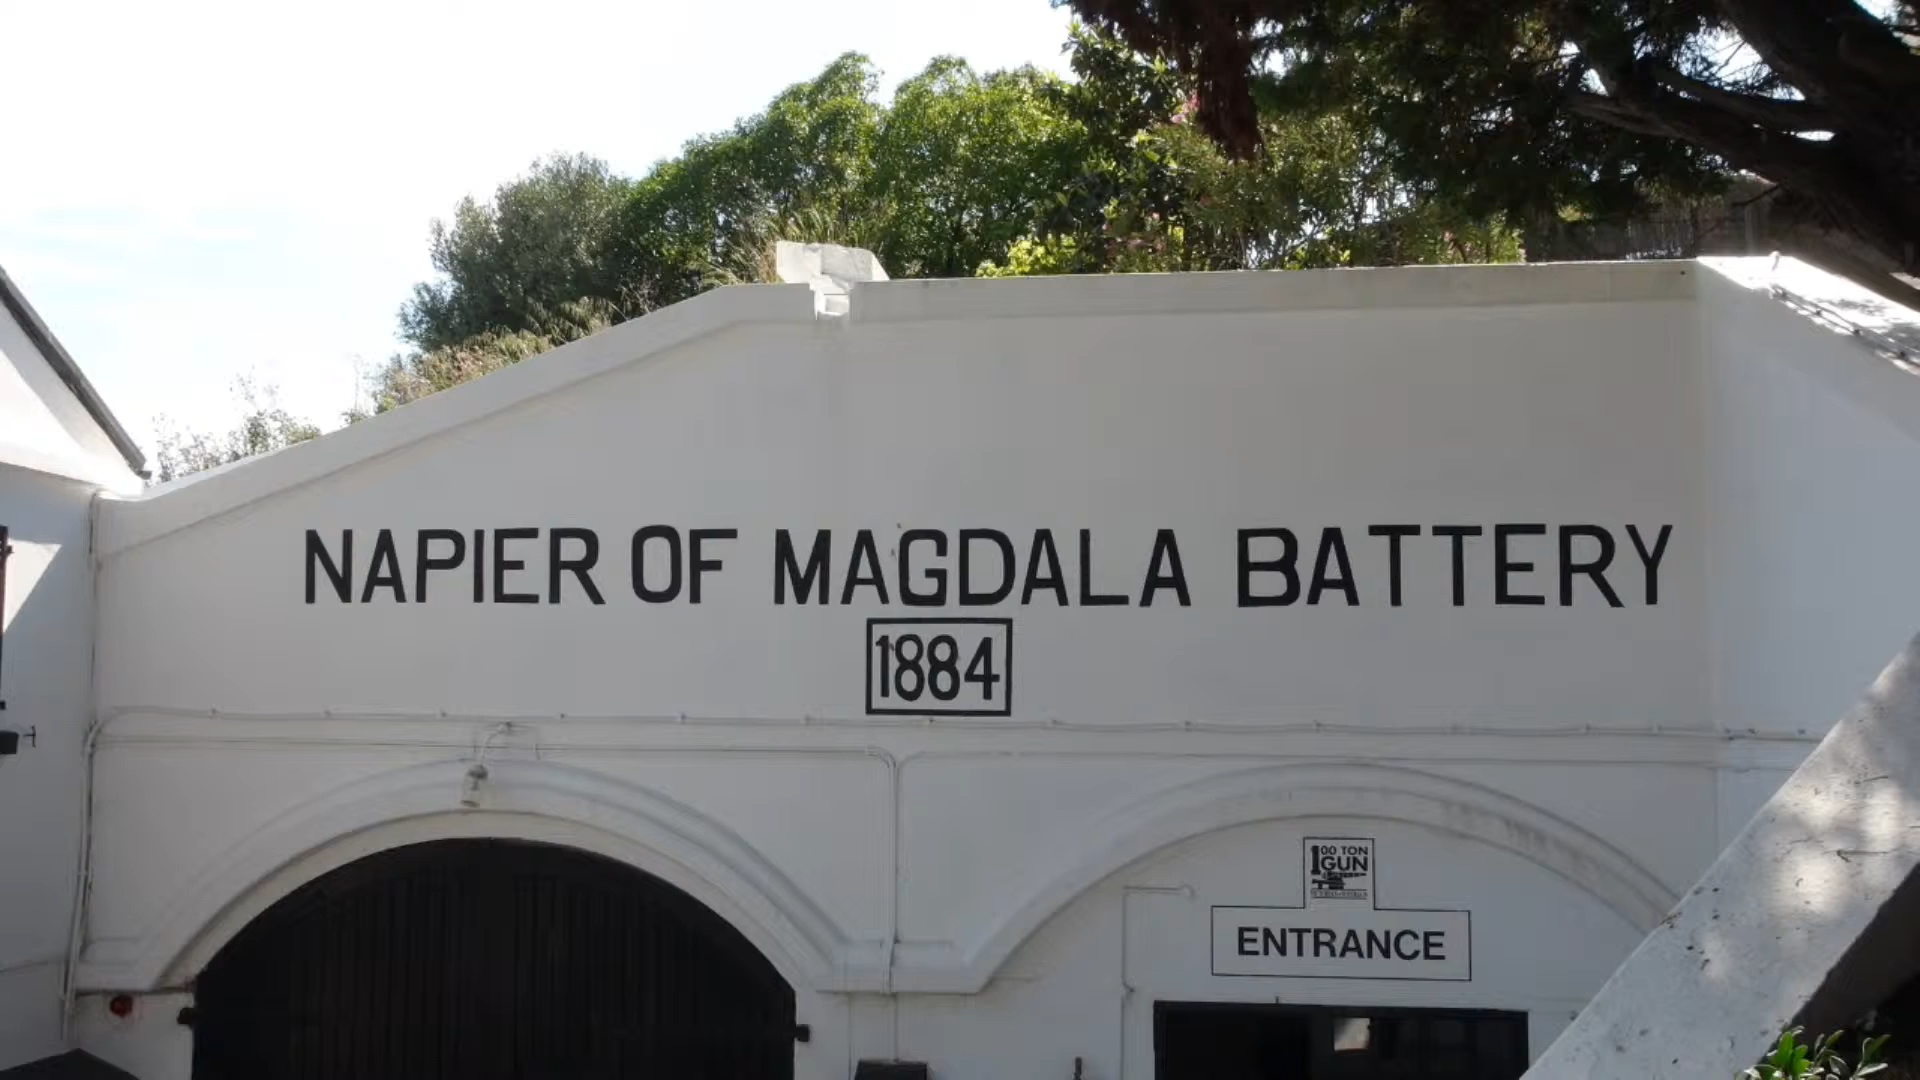 NAPIER OF MAGDALA BATTERY
1884
100 TON
GUN
ENTRANCE